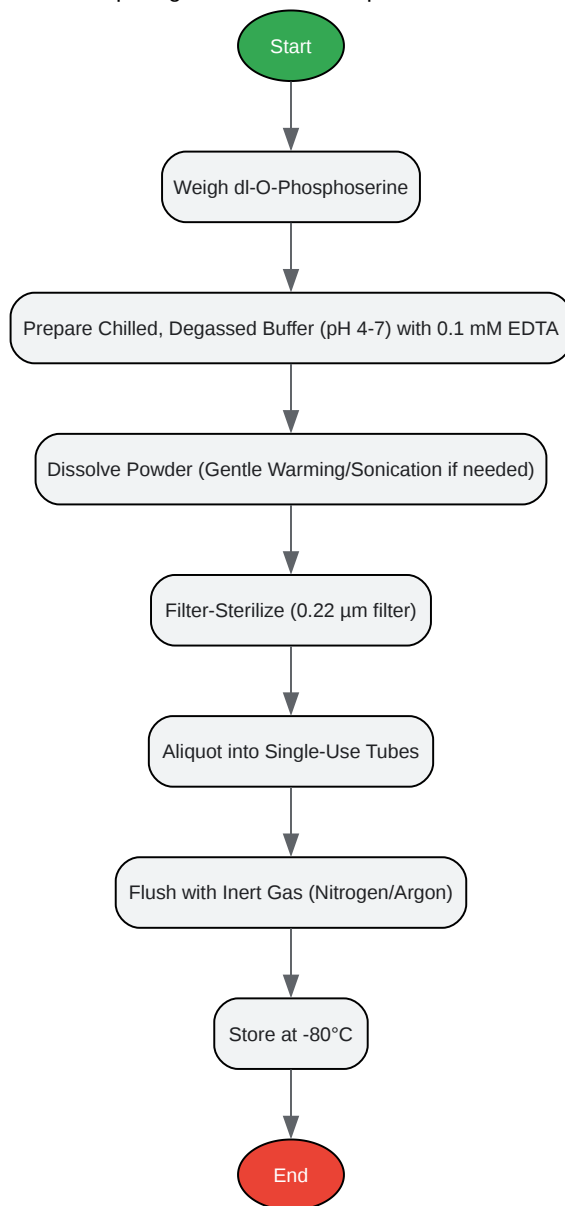 Start
Weigh dl-O-Phosphoserine
Prepare Chilled, Degassed Buffer (pH 4-7) with 0.1 mM EDTA
Dissolve Powder (Gentle Warming/Sonication if needed)
Filter-Sterilize (0.22 µm filter)
Aliquot into Single-Use Tubes
Flush with Inert Gas (Nitrogen/Argon)
Store at -80°C
End